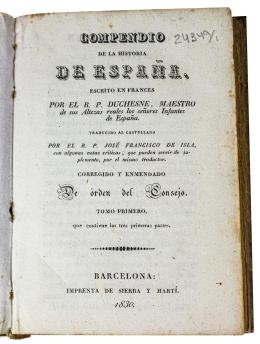 24349/
COMPENDIO
DE LA HISTORIA
DE ESPAÑA,
ESCRITO EN FRANCES
POR EL R. P. DUCHESNE, MAESTRO
de sus Altezas reales los señores Infantes
de España.
TRADUCIDO AL CASTELLANO
POR EL R. P. JOSÉ FRANCISCO DE ISLA,
con algunas notas críticas, que pueden servir de su-
plemento, por el mismo traductor.
CORREGIDO Y ENMENDADO
De órden del Consejo.
TOMO PRIMERO,
que contiene las tres primeras partes.
BARCELONA:
IMPRENTA DE SIERRA Y MARTÍ.
1830.